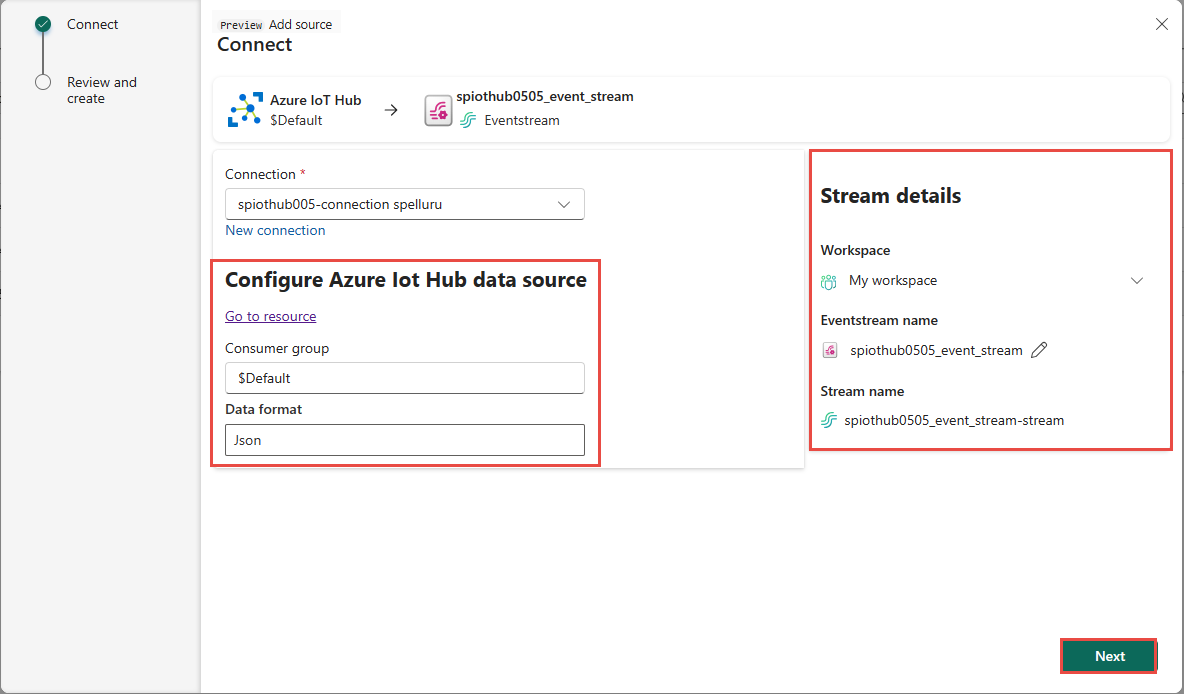 Connect
Review and
create
Preview Add source
Connect
Azure IoT Hub
$Default
spiothub0505_event_stream
Eventstream
Connection *
spiothub005-connection spelluru
New connection
Configure Azure Iot Hub data source
Go to resource
Consumer group
$Default
Data format
Json
Stream details
Workspace
My workspace
Eventstream name
spiothub0505_event_stream
Stream name
spiothub0505_event_stream-stream
Next